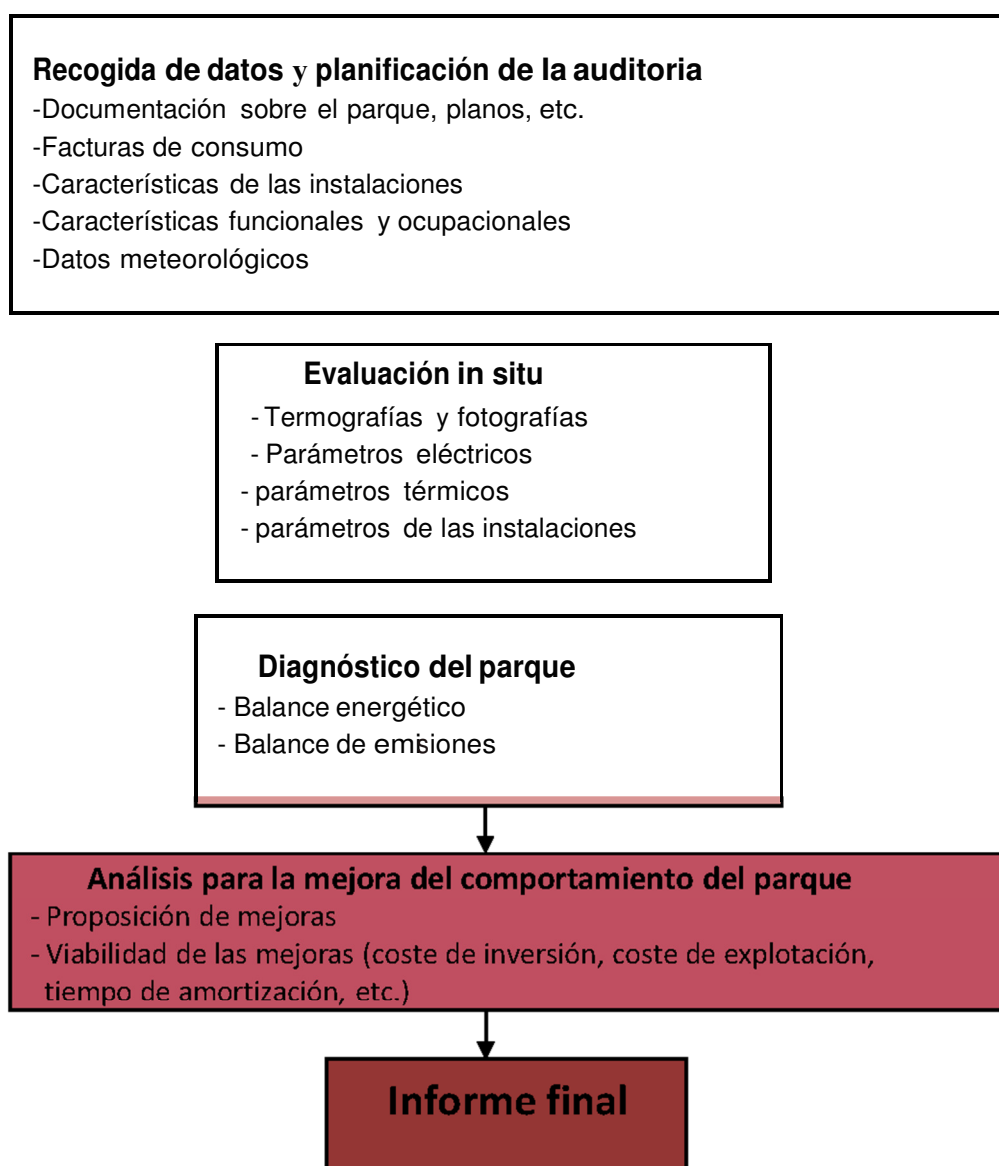 Recogida de datos y planificación de la auditoria
-Documentación sobre el parque, planos, etc.
-Facturas de consumo
-Características de las instalaciones
-Características funcionales y ocupacionales
-Datos meteorológicos
Evaluación in situ
- Termografías y fotografías
- Parámetros eléctricos
- parámetros térmicos
- parámetros de las instalaciones
Diagnóstico del parque
- Balance energético
- Balance de emisiones
Análisis para la mejora del comportamiento del parque
- Proposición de mejoras
- Viabilidad de las mejoras (coste de inversión, coste de explotación,
tiempo de amortización, etc.)
Informe final